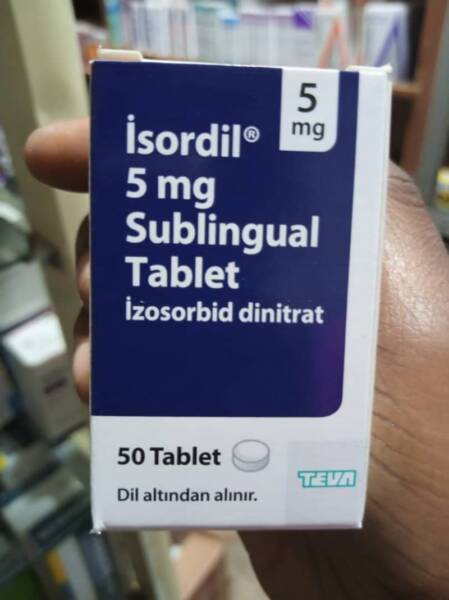 5
mg
İsordil®
5 mg
Sublingual
Tablet
İzosorbid dinitrat
50 Tablet
TEVA
Dil altından alınır.